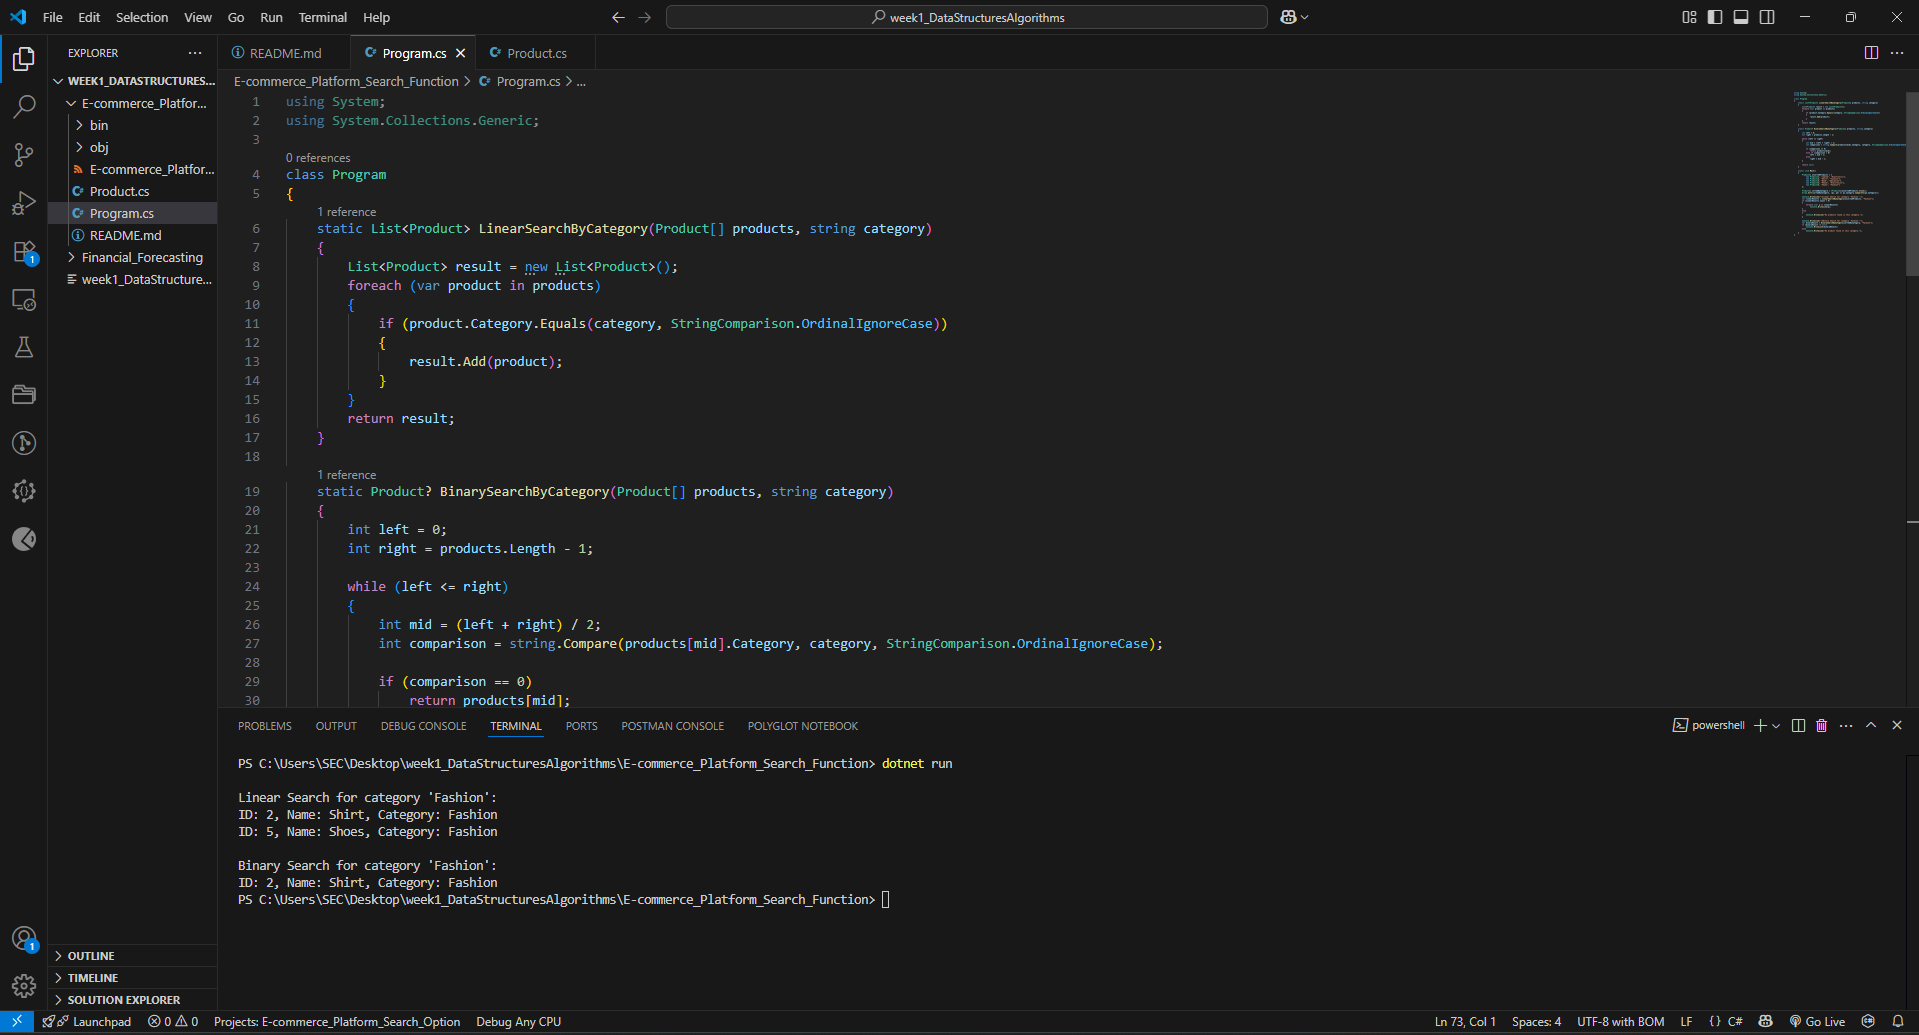 File Edit Selection View Go Run Terminal Help
week1_DataStructuresAlgorithms
EXPLORER
README.md
Program.cs
Product.cs
WEEK1_DATASTRUCTURES...
E-commerce_Platform_Search_Function > Program.cs > ...
E-commerce_Platfor...
bin
obj
E-commerce_Platfor...
Product.cs
Program.cs
README.md
Financial_Forecasting
week1_DataStructure...
1 using System;
2 using System.Collections.Generic;
3
0 references
4 class Program
5 {
1 reference
6 static List<Product> LinearSearchByCategory(Product[] products, string category)
7 {
8 List<Product> result = new List<Product>();
9 foreach (var product in products)
10 {
11 if (product.Category.Equals(category, StringComparison.OrdinalIgnoreCase))
12 {
13 result.Add(product);
14 }
15 }
16 return result;
17 }
18
1 reference
19 static Product? BinarySearchByCategory(Product[] products, string category)
20 {
21 int left = 0;
22 int right = products.Length - 1;
23
24 while (left <= right)
25 {
26 int mid = (left + right) / 2;
27 int comparison = string.Compare(products[mid].Category, category, StringComparison.OrdinalIgnoreCase);
28
29 if (comparison == 0)
30 return products[mid];
PROBLEMS OUTPUT DEBUG CONSOLE TERMINAL PORTS POSTMAN CONSOLE POLYGLOT NOTEBOOK
powershell
PS C:\Users\SEC\Desktop\week1_DataStructuresAlgorithms\E-commerce_Platform_Search_Function> dotnet run
Linear Search for category 'Fashion':
ID: 2, Name: Shirt, Category: Fashion
ID: 5, Name: Shoes, Category: Fashion
Binary Search for category 'Fashion':
ID: 2, Name: Shirt, Category: Fashion
PS C:\Users\SEC\Desktop\week1_DataStructuresAlgorithms\E-commerce_Platform_Search_Function>
1
1
OUTLINE
TIMELINE
SOLUTION EXPLORER
Launchpad 0 0 Projects: E-commerce_Platform_Search_Option Debug Any CPU
Ln 73, Col 1 Spaces: 4 UTF-8 with BOM LF {} C# Go Live